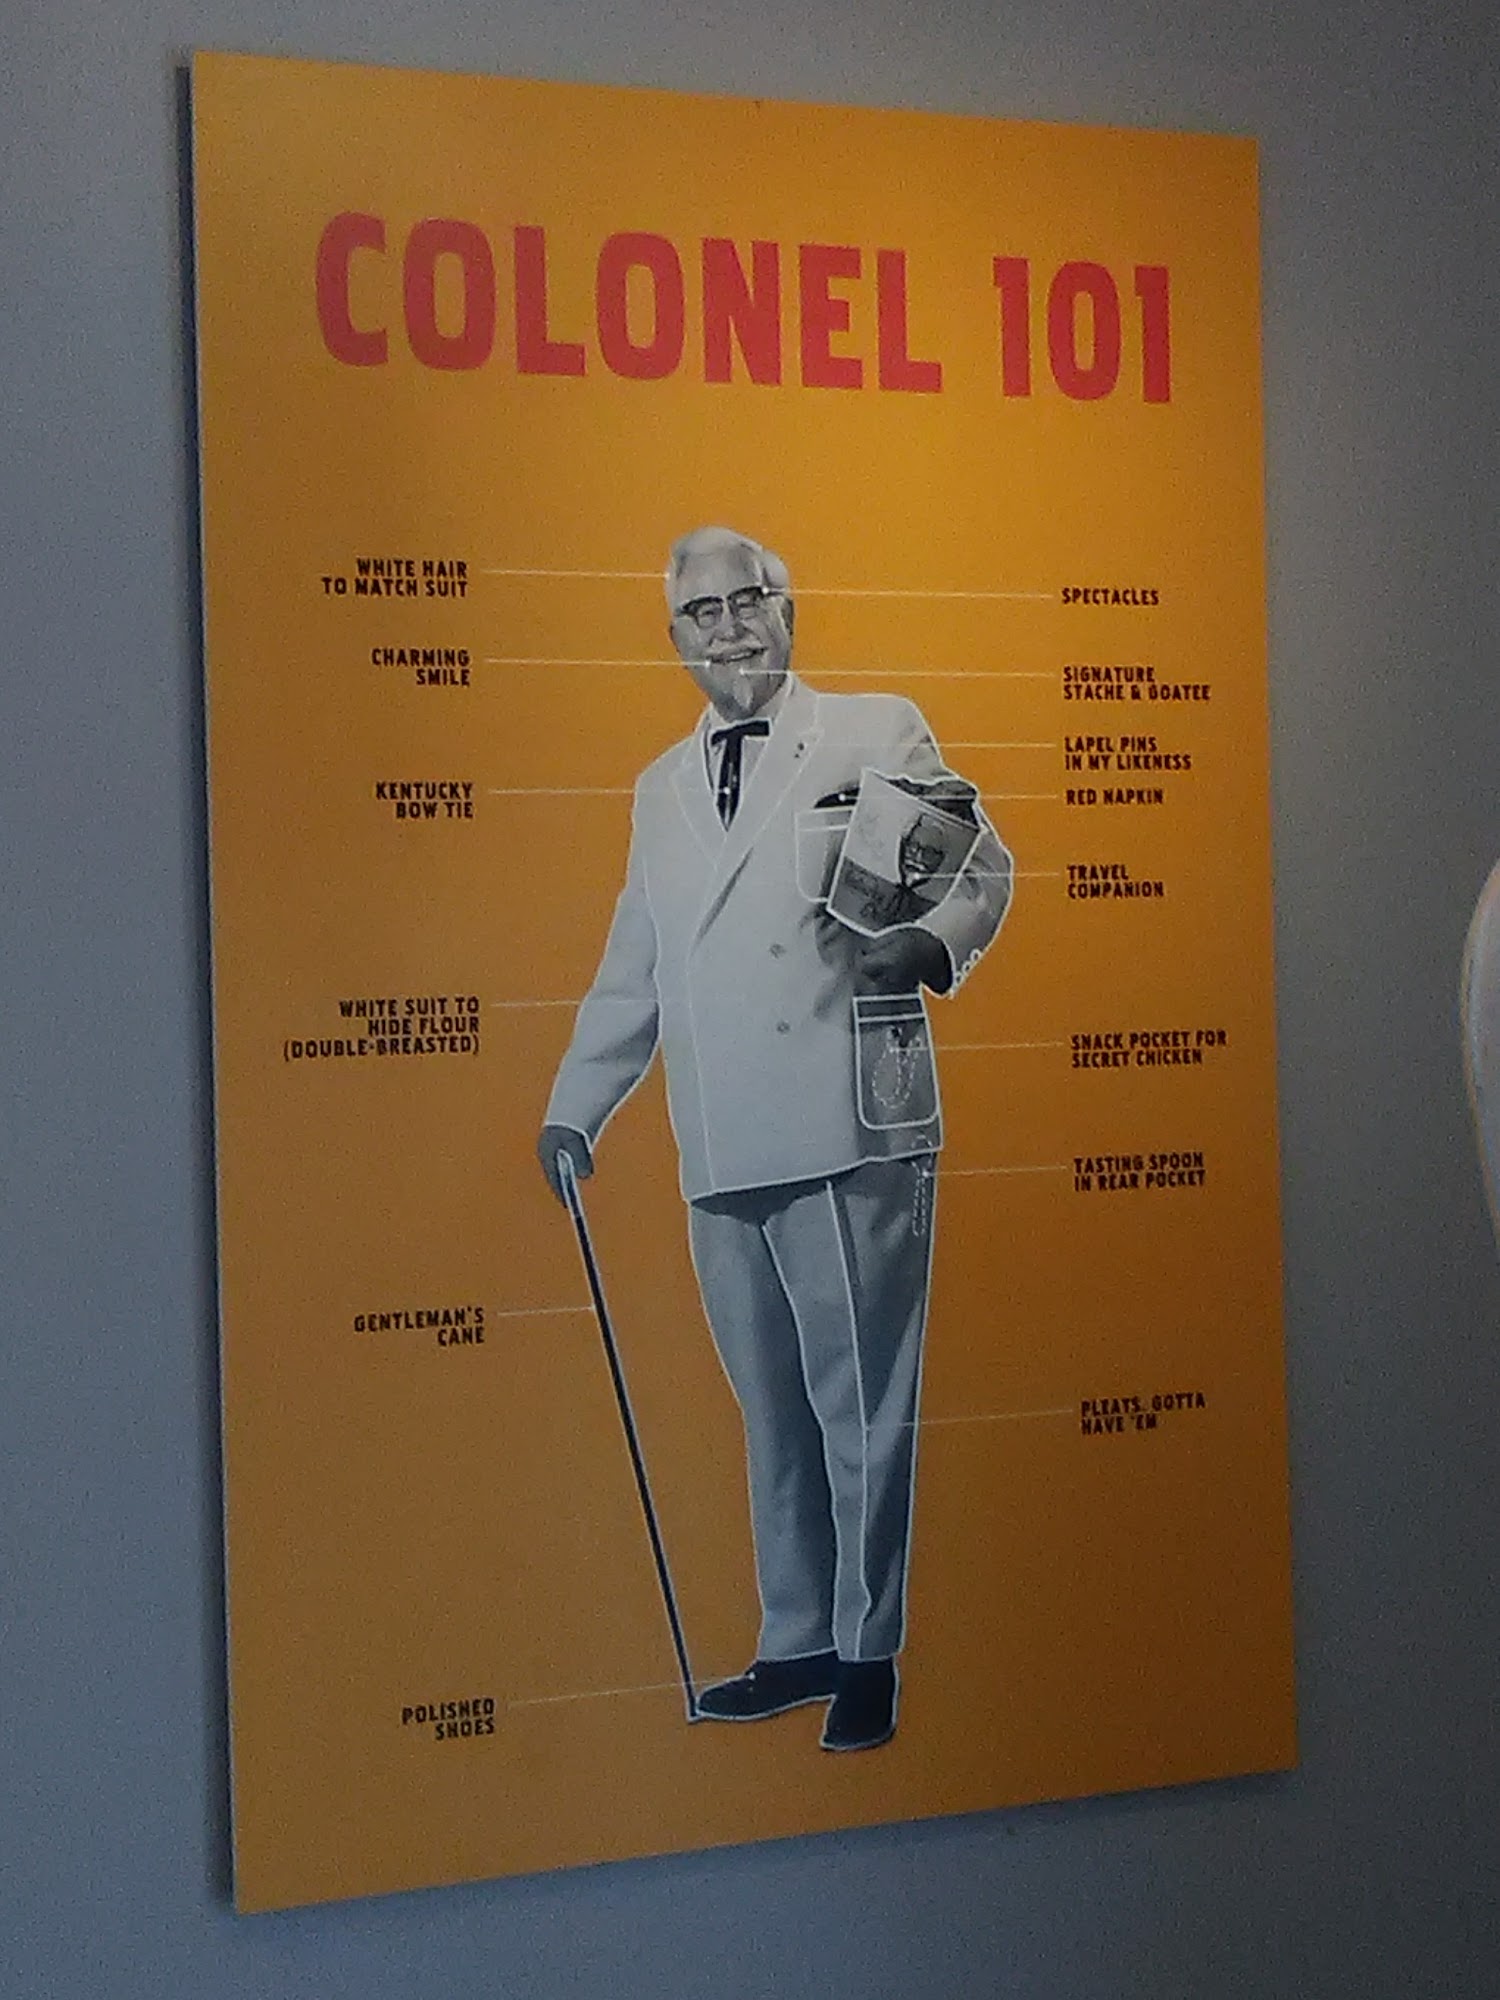 COLONEL 101
WHITE HAIR
TO MATCH SUIT
CHARMING
SMILE
KENTUCKY
BOW TIE
WHITE SUIT TO
HIDE FLOUR
(DOUBLE-BREASTED)
GENTLEMAN'S
CANE
POLISHED
SHOES
SPECTACLES
SIGNATURE
STACHE & GOATEE
LAPEL PINS
IN MY LIKENESS
RED NAPKIN
TRAVEL
COMPANION
SNACK POCKET FOR
SECRET CHICKEN
TASTING SPOON
IN REAR POCKET
PLEATS. GOTTA
HAVE 'EM